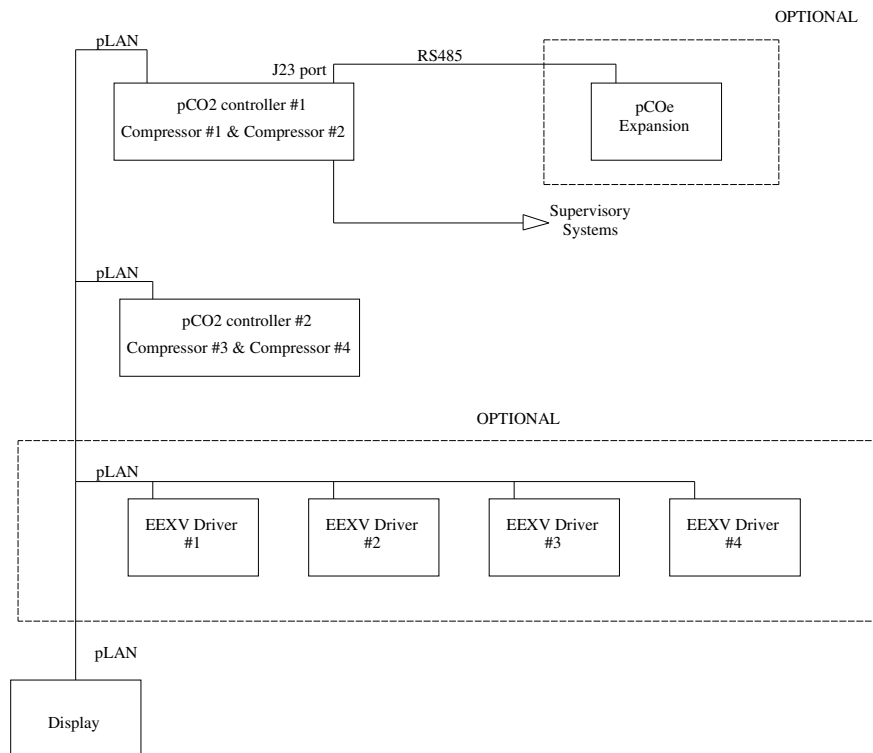 OPTIONAL
pLAN
RS485
J23 port
pCO2 controller #1
Compressor #1 & Compressor #2
pCOe
Expansion
Supervisory
Systems
pLAN
pCO2 controller #2
Compressor #3 & Compressor #4
OPTIONAL
pLAN
EEXV Driver
#1
EEXV Driver
#2
EEXV Driver
#3
EEXV Driver
#4
pLAN
Display